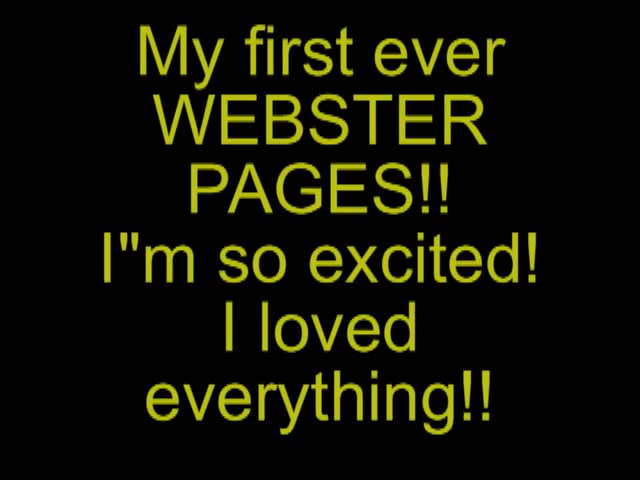 My first ever
WEBSTER
PAGES!!
I"m so excited!
I loved
everything!!